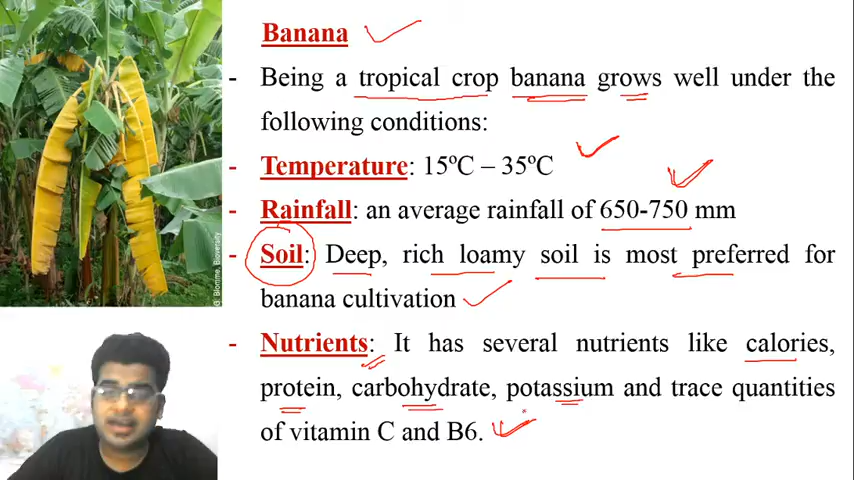 Banana
- Being a tropical crop banana grows well under the
following conditions:
- Temperature: 15ºC – 35ºC
- Rainfall: an average rainfall of 650-750 mm
- Soil: Deep, rich loamy soil is most preferred for
banana cultivation
- Nutrients: It has several nutrients like calories,
protein, carbohydrate, potassium and trace quantities
of vitamin C and B6.
G. Blomme, Bioversity